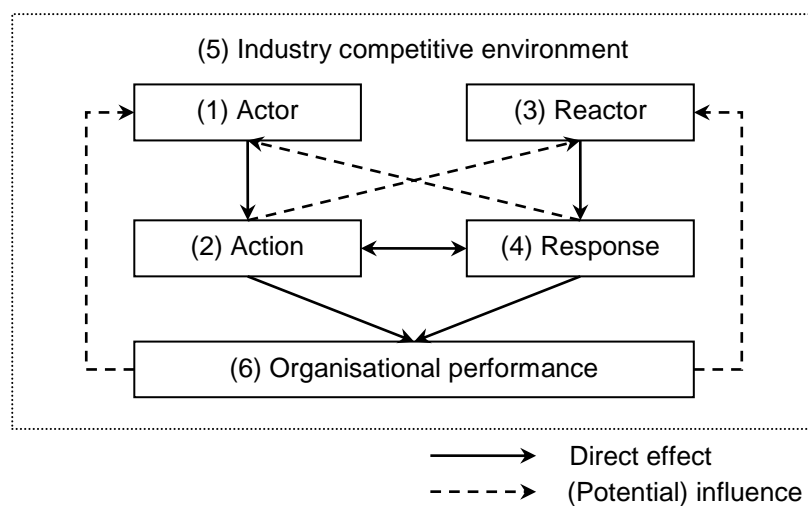 (5) Industry competitive environment
(1) Actor
(3) Reactor
(2) Action
(4) Response
(6) Organisational performance
Direct effect
(Potential) influence